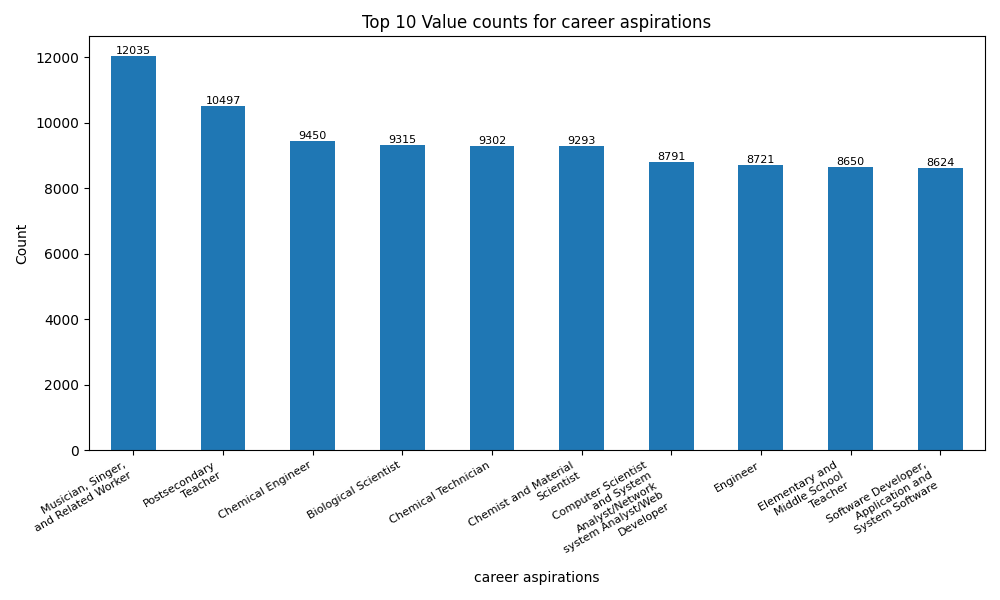 Top 10 Value counts for career aspirations
12035
10497
9450
9315
9302
9293
8791
8721
8650
8624
12000
10000
8000
6000
4000
2000
0
Count
Musician, Singer,
and Related Worker
Postsecondary
Teacher
Chemical Engineer
Biological Scientist
Chemical Technician
Chemist and Material
Scientist
Computer Scientist
and System
Analyst/Network
system Analyst/Web
Developer
Engineer
Elementary and
Middle School
Teacher
Software Developer,
Application and
System Software
career aspirations